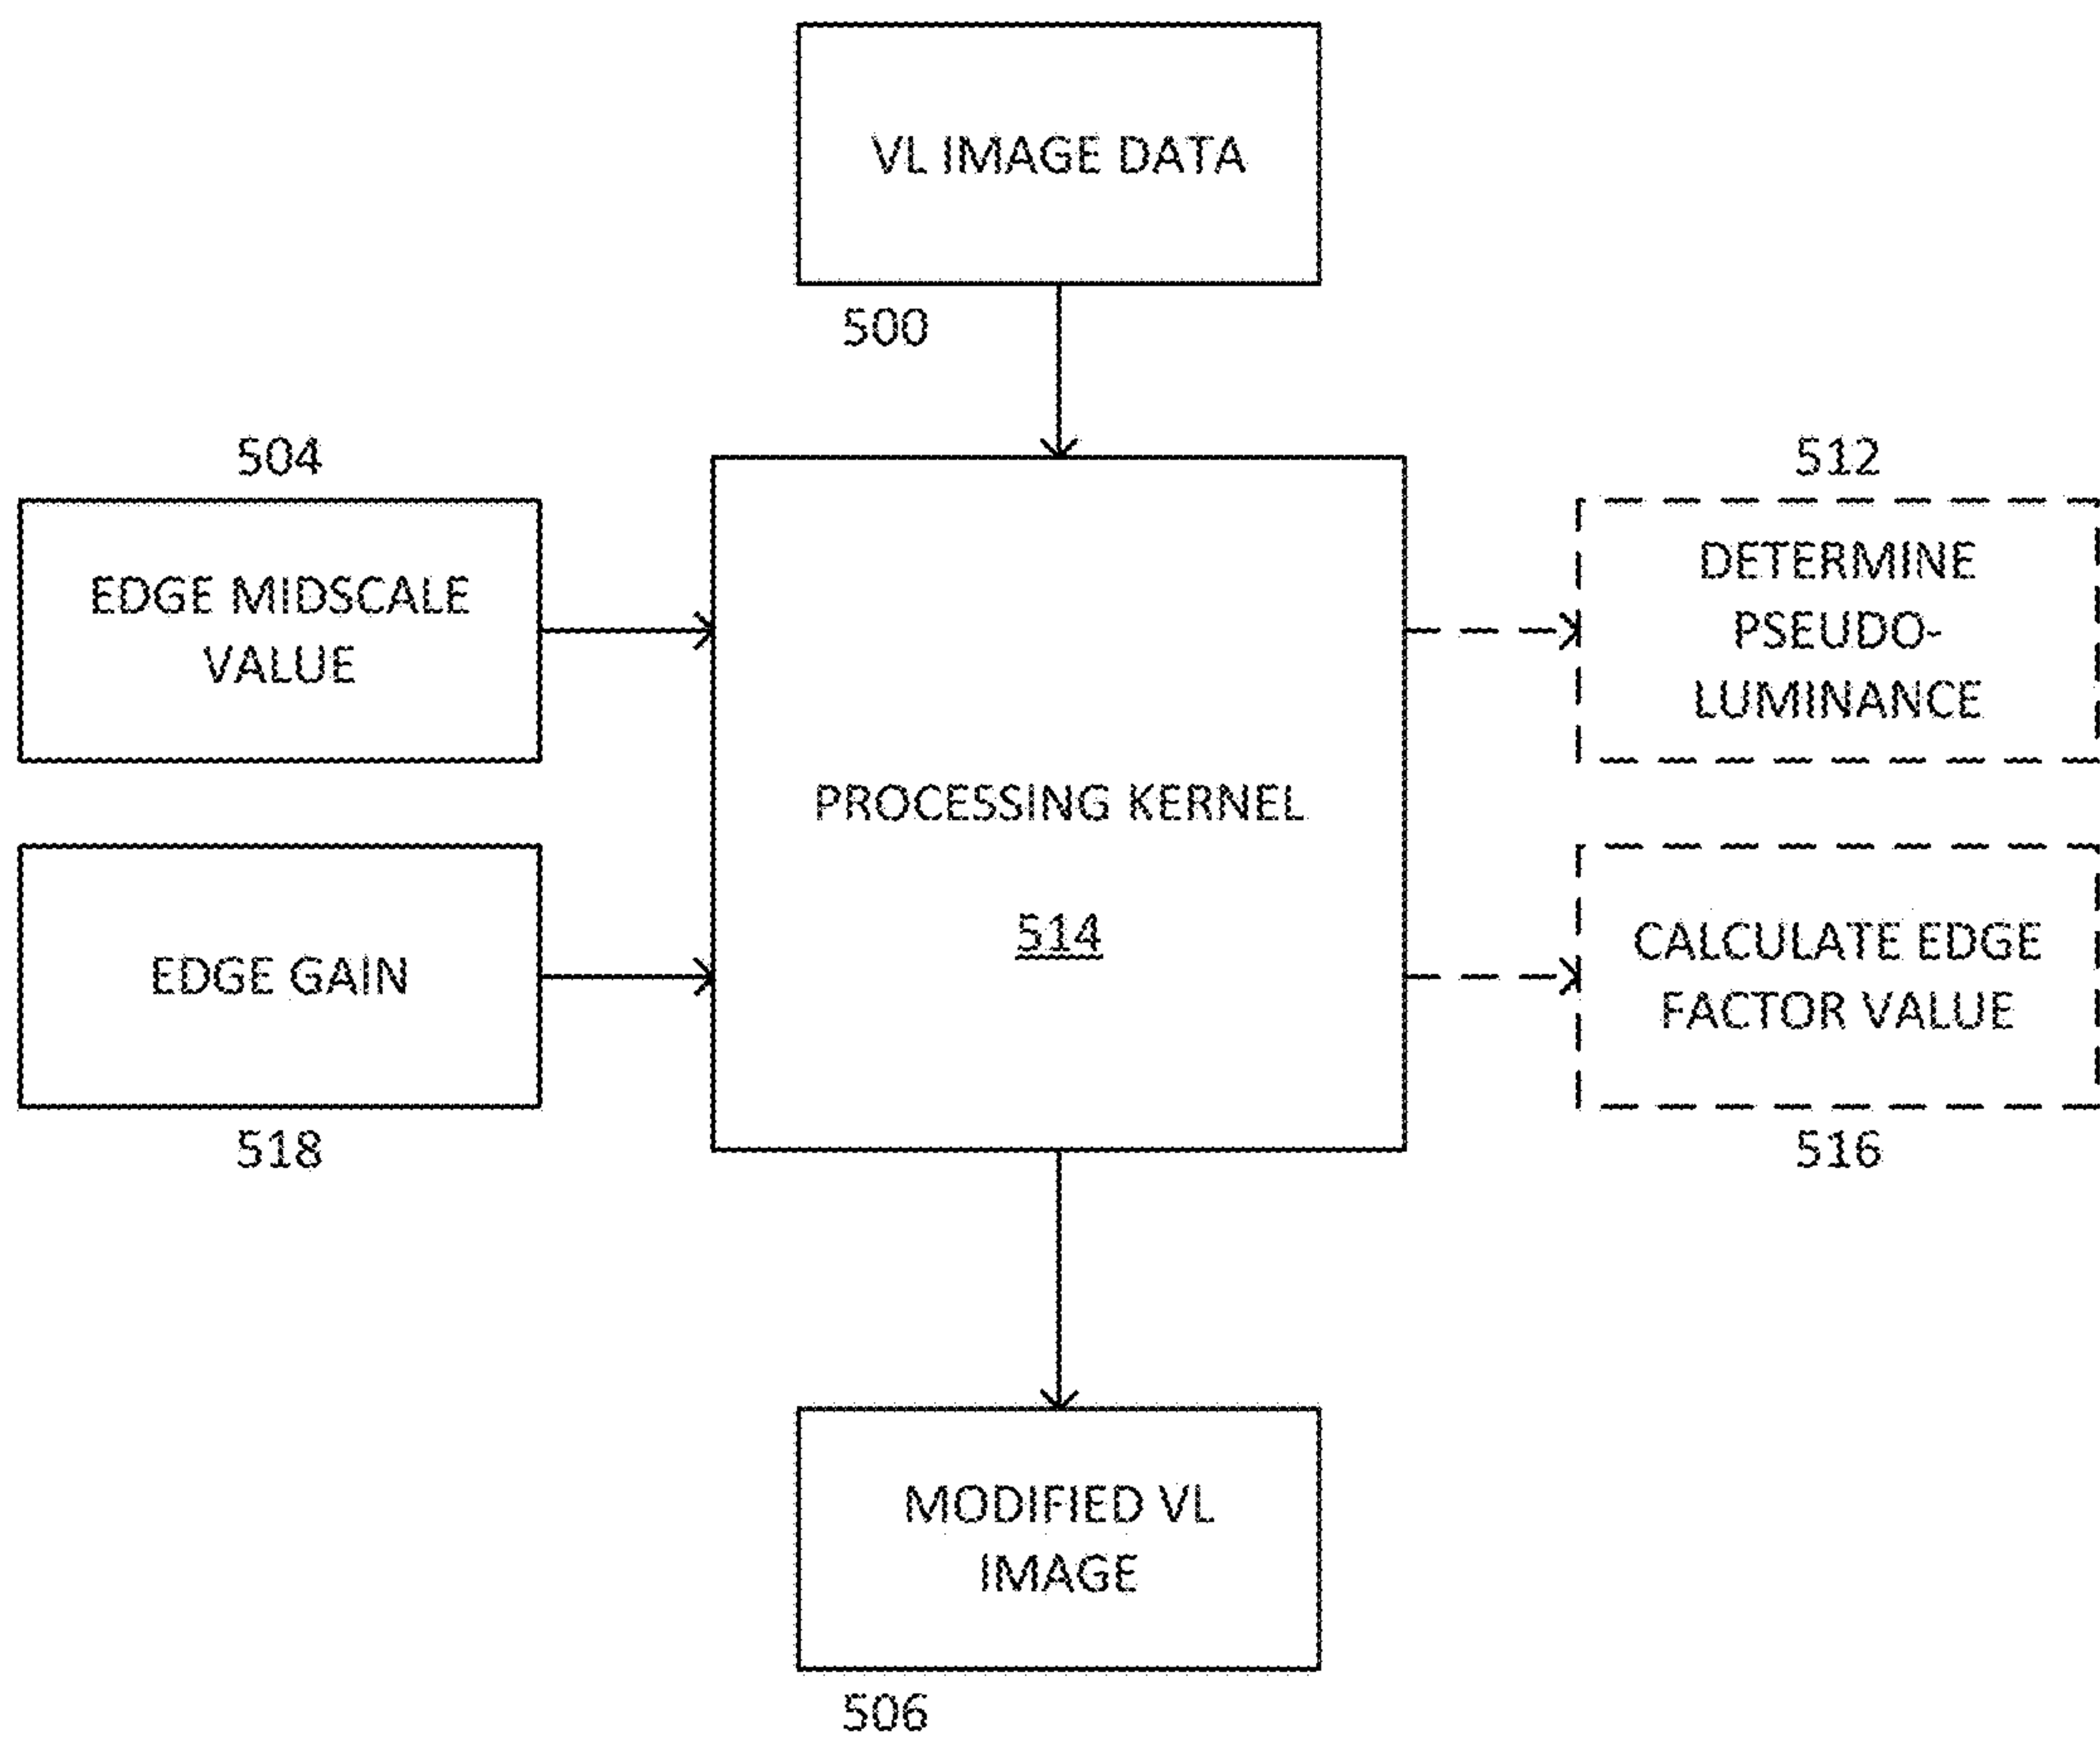 VL IMAGE DATA
500
504
EDGE MIDSCALE
VALUE
512
DETERMINE
PSEUDO-
LUMINANCE
PROCESSING KERNEL
514
EDGE GAIN
518
CALCULATE EDGE
FACTOR VALUE
516
MODIFIED VL
IMAGE
506